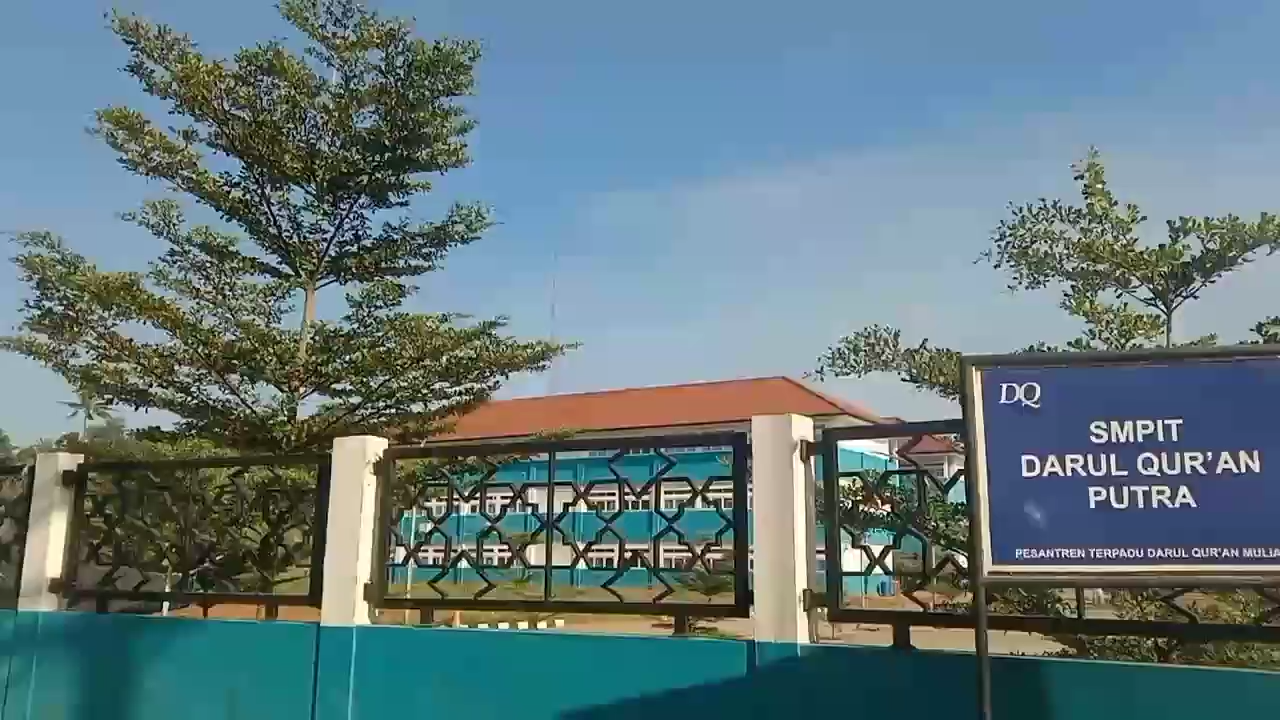 DQ
SMPIT
DARUL QUR'AN
PUTRA
PESANTREN TERPADU DARUL QUR'AN MULIA